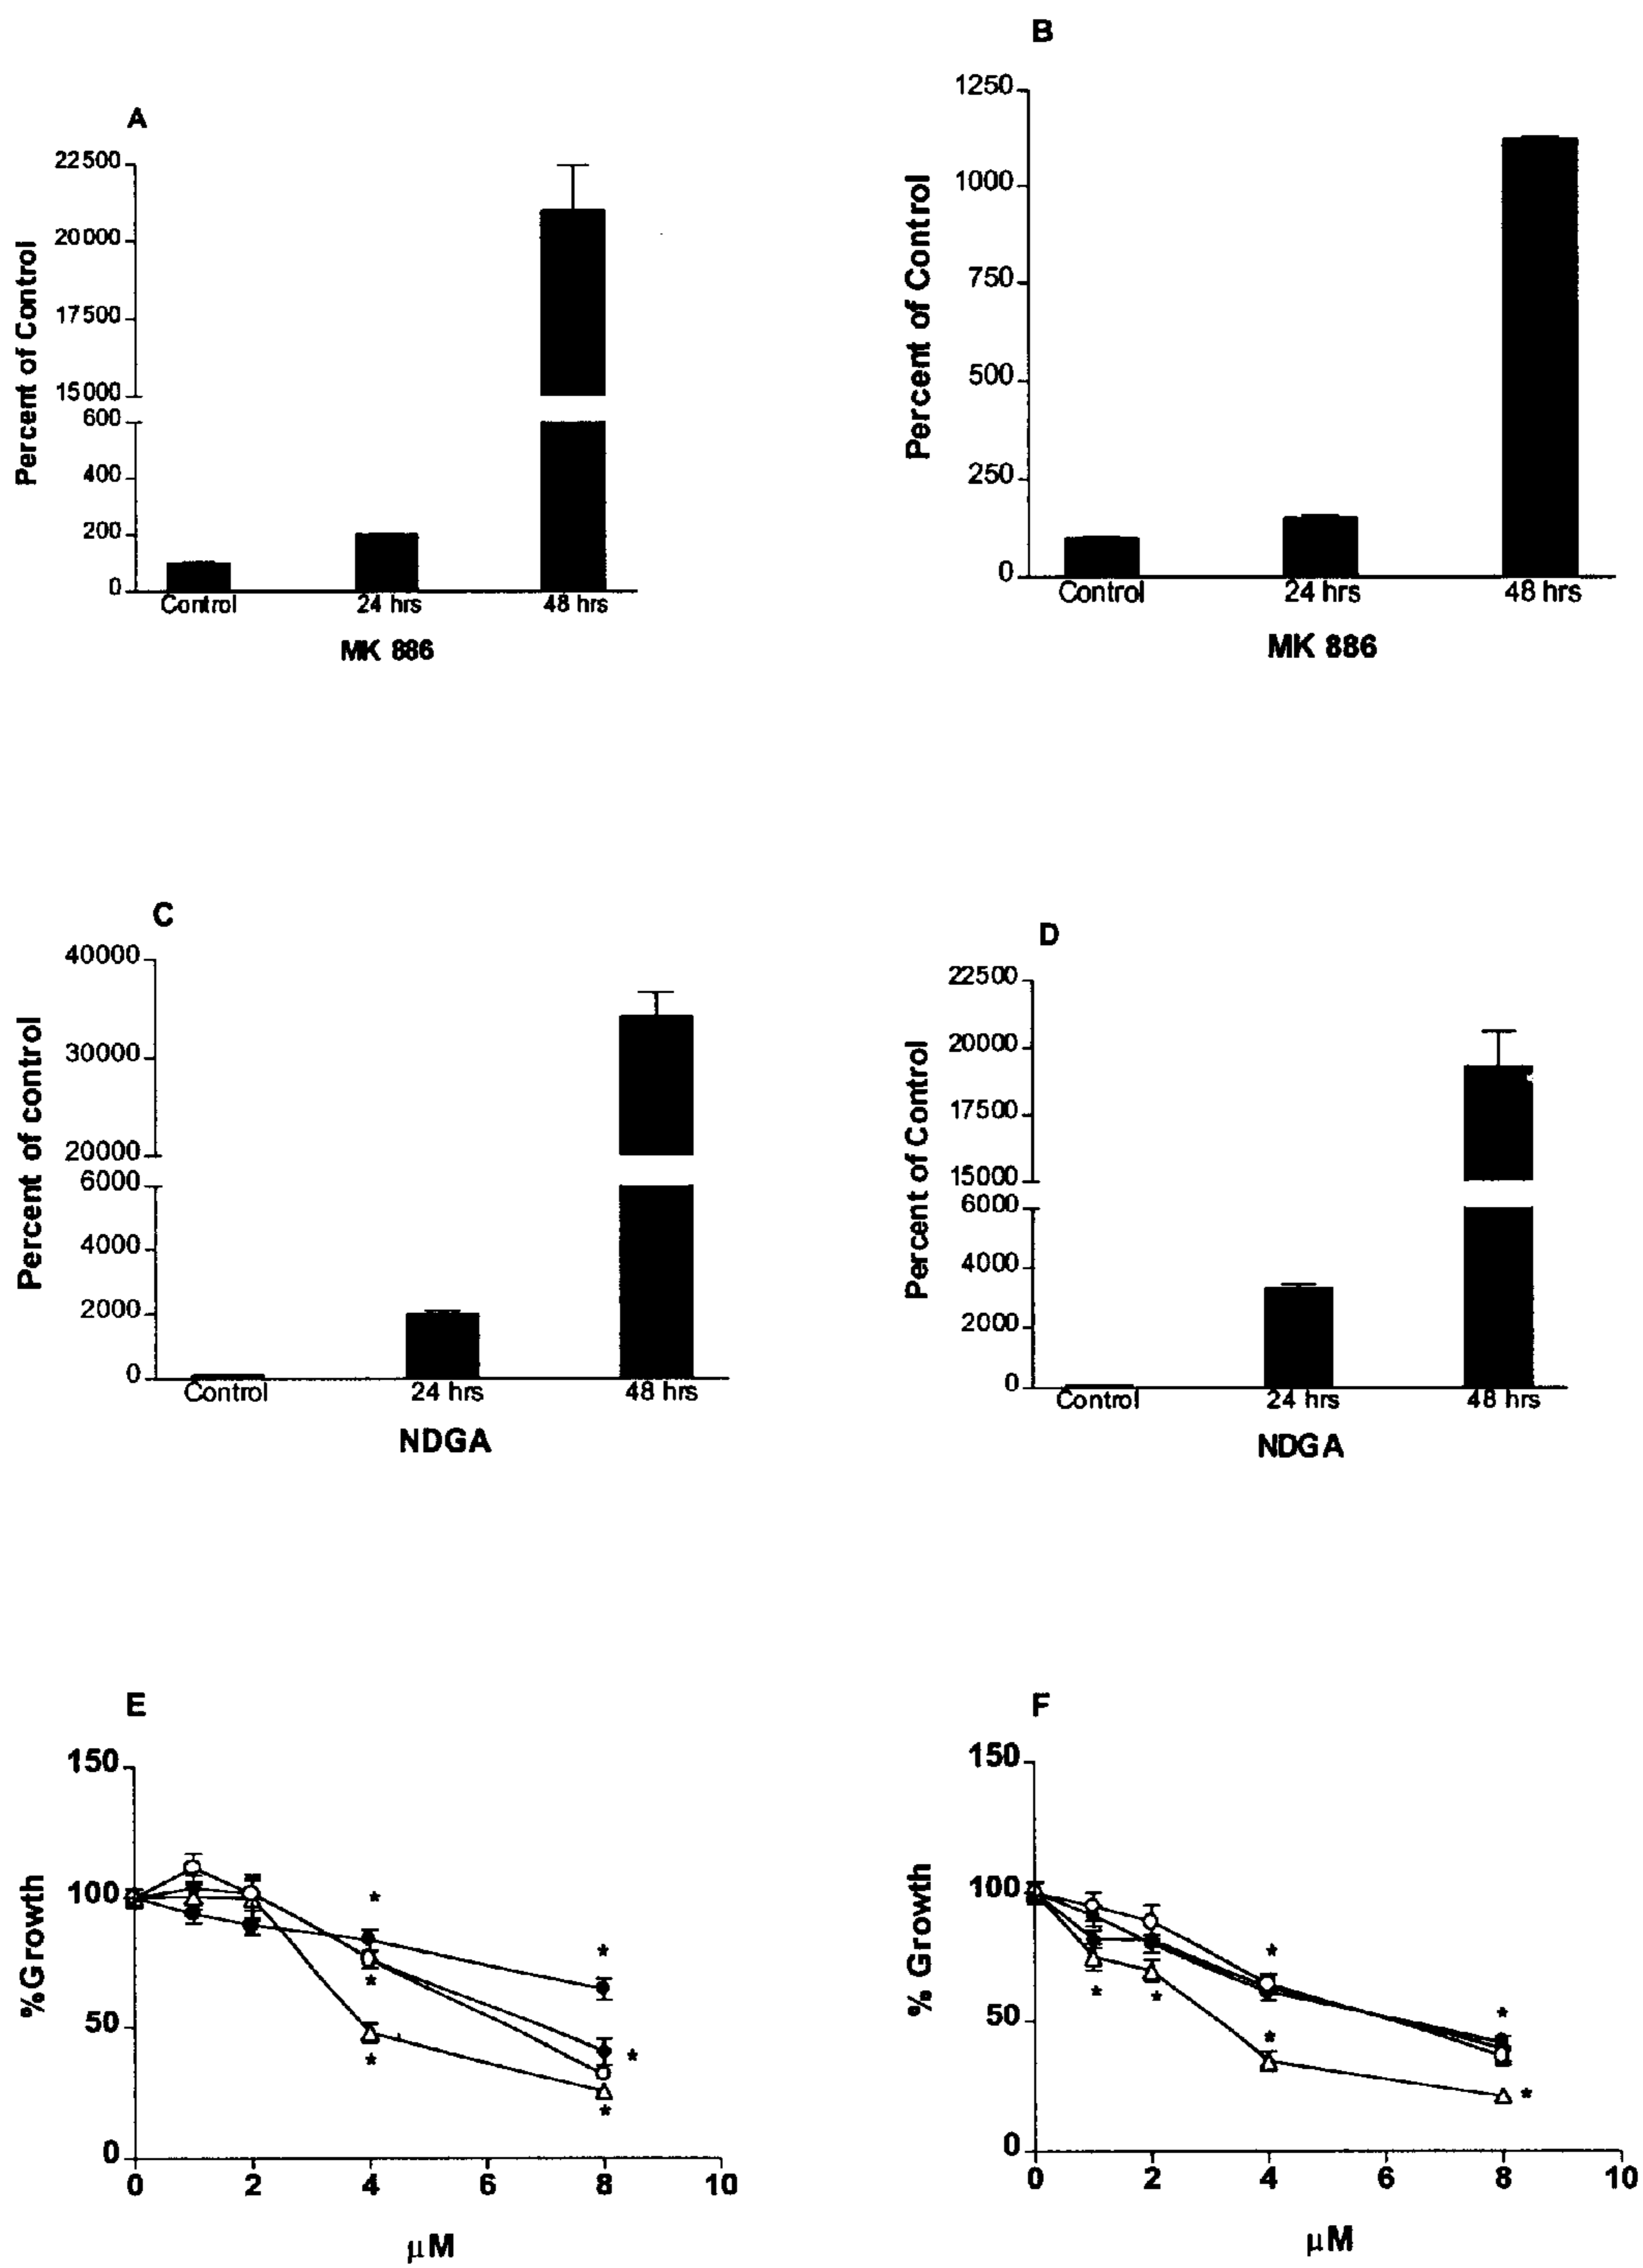 A
Percent of Control
22500
20000
17500
15000
600
400
200
0
Control 24 hrs 48 hrs
MK 886
B
Percent of Control
1250
1000
750
500
250
0
Control 24 hrs 48 hrs
MK 886
C
Percent of control
40000
30000
20000
6000
4000
2000
0
Control 24 hrs 48 hrs
NDGA
D
Percent of Control
22500
20000
17500
15000
6000
4000
2000
0
Control 24 hrs 48 hrs
NDGA
E
%Growth
150
100
50
0
* * * * * *
0 2 4 6 8 10
μM
F
% Growth
150
100
50
0
* * * * * *
0 2 4 6 8 10
μM